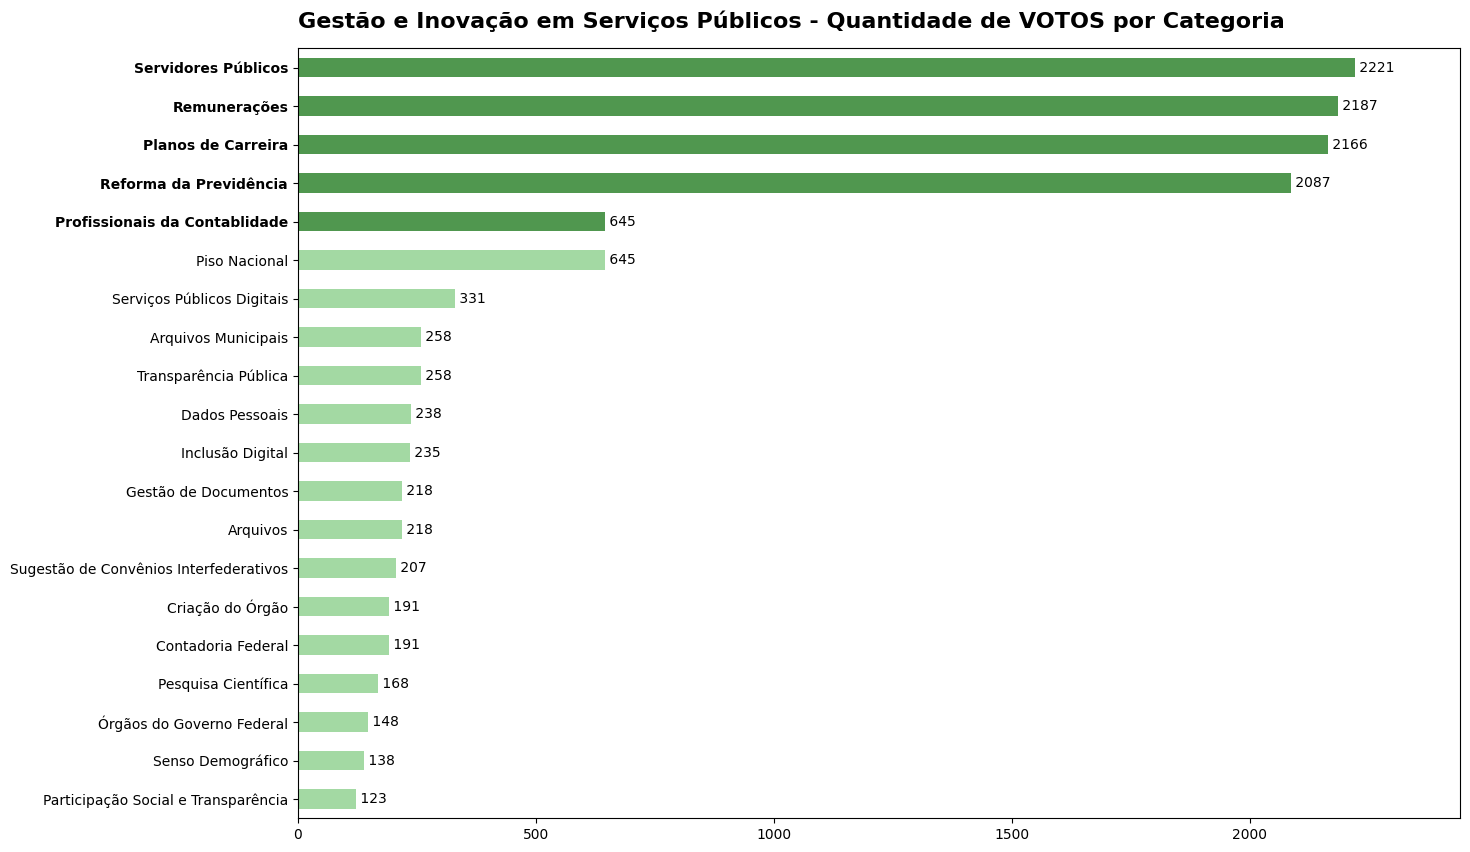 Gestão e Inovação em Serviços Públicos - Quantidade de VOTOS por Categoria
Servidores Públicos 2221
Remunerações 2187
Planos de Carreira 2166
Reforma da Previdência 2087
Profissionais da Contablidade 645
Piso Nacional 645
Serviços Públicos Digitais 331
Arquivos Municipais 258
Transparência Pública 258
Dados Pessoais 238
Inclusão Digital 235
Gestão de Documentos 218
Arquivos 218
Sugestão de Convênios Interfederativos 207
Criação do Órgão 191
Contadoria Federal 191
Pesquisa Científica 168
Órgãos do Governo Federal 148
Senso Demográfico 138
Participação Social e Transparência 123
0 500 1000 1500 2000